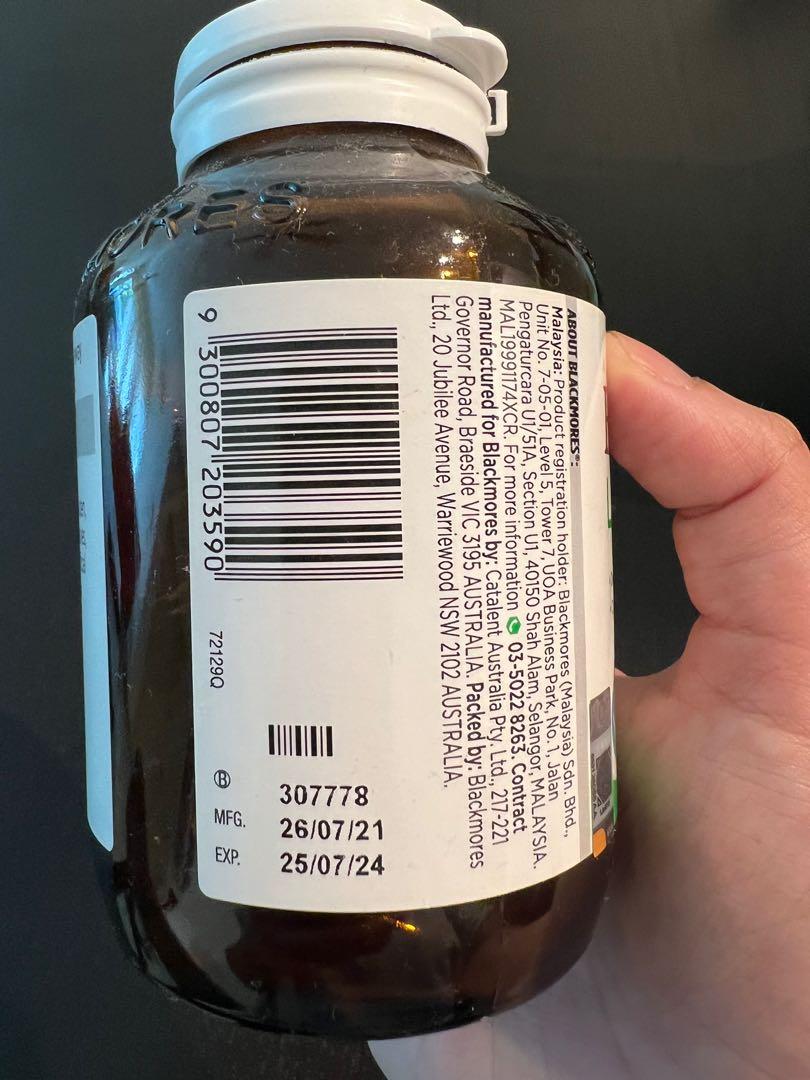 ORES
ABOUT BLACKMORES®:
Malaysia: Product registration holder: Blackmores (Malaysia) Sdn. Bhd.,
Unit No. 7-05-01, Level 5, Tower 7, UOA Business Park, No. 1, Jalan
Pengaturcara U1/51A, Section U1, 40150 Shah Alam, Selangor, MALAYSIA.
MAL19991174XCR. For more information 03-5022 8263. Contract
manufactured for Blackmores by: Catalent Australia Pty. Ltd., 217-221
Governor Road, Braeside VIC 3195 AUSTRALIA. Packed by: Blackmores
Ltd., 20 Jubilee Avenue, Warriewood NSW 2102 AUSTRALIA.
9 300807 203590
72129Q
B 307778
MFG. 26/07/21
EXP. 25/07/24